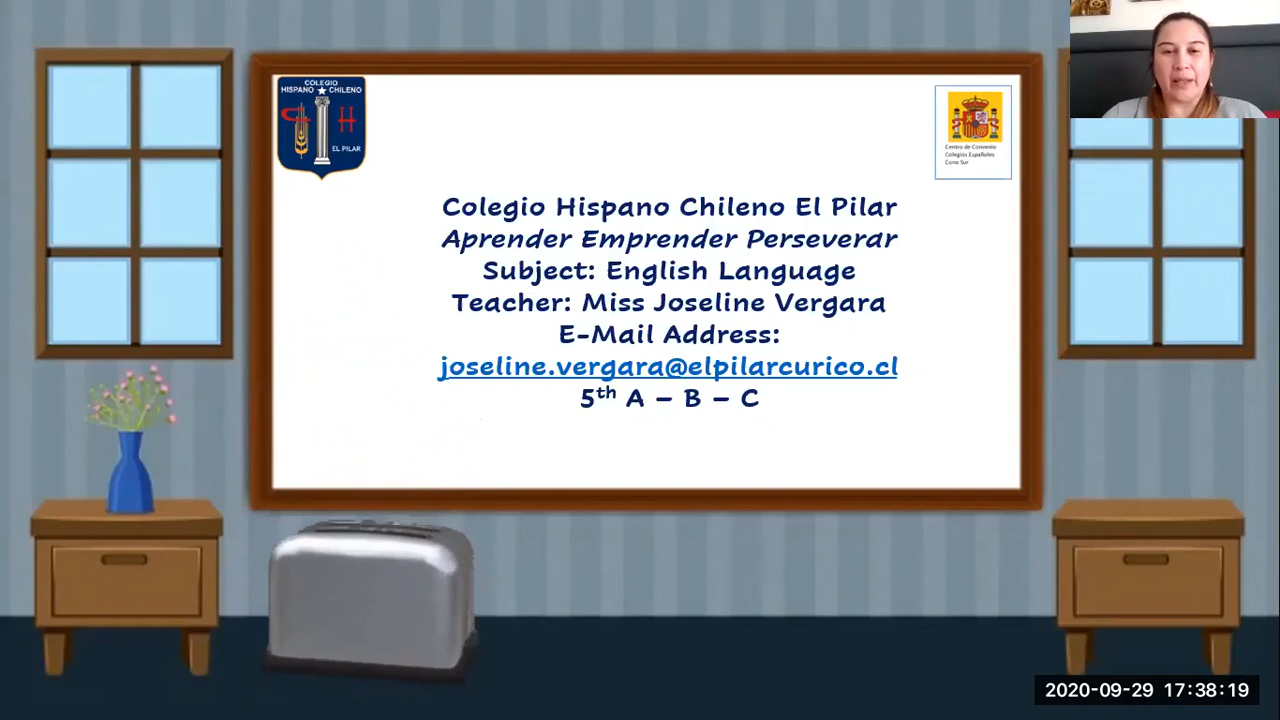 COLEGIO
HISPANO CHILENO
EL PILAR
Centro de Convenio
Colegios Españoles
Cono Sur
Colegio Hispano Chileno El Pilar
Aprender Emprender Perseverar
Subject: English Language
Teacher: Miss Joseline Vergara
E-Mail Address:
joseline.vergara@elpilarcurico.cl
5th A – B – C
2020-09-29 17:38:19